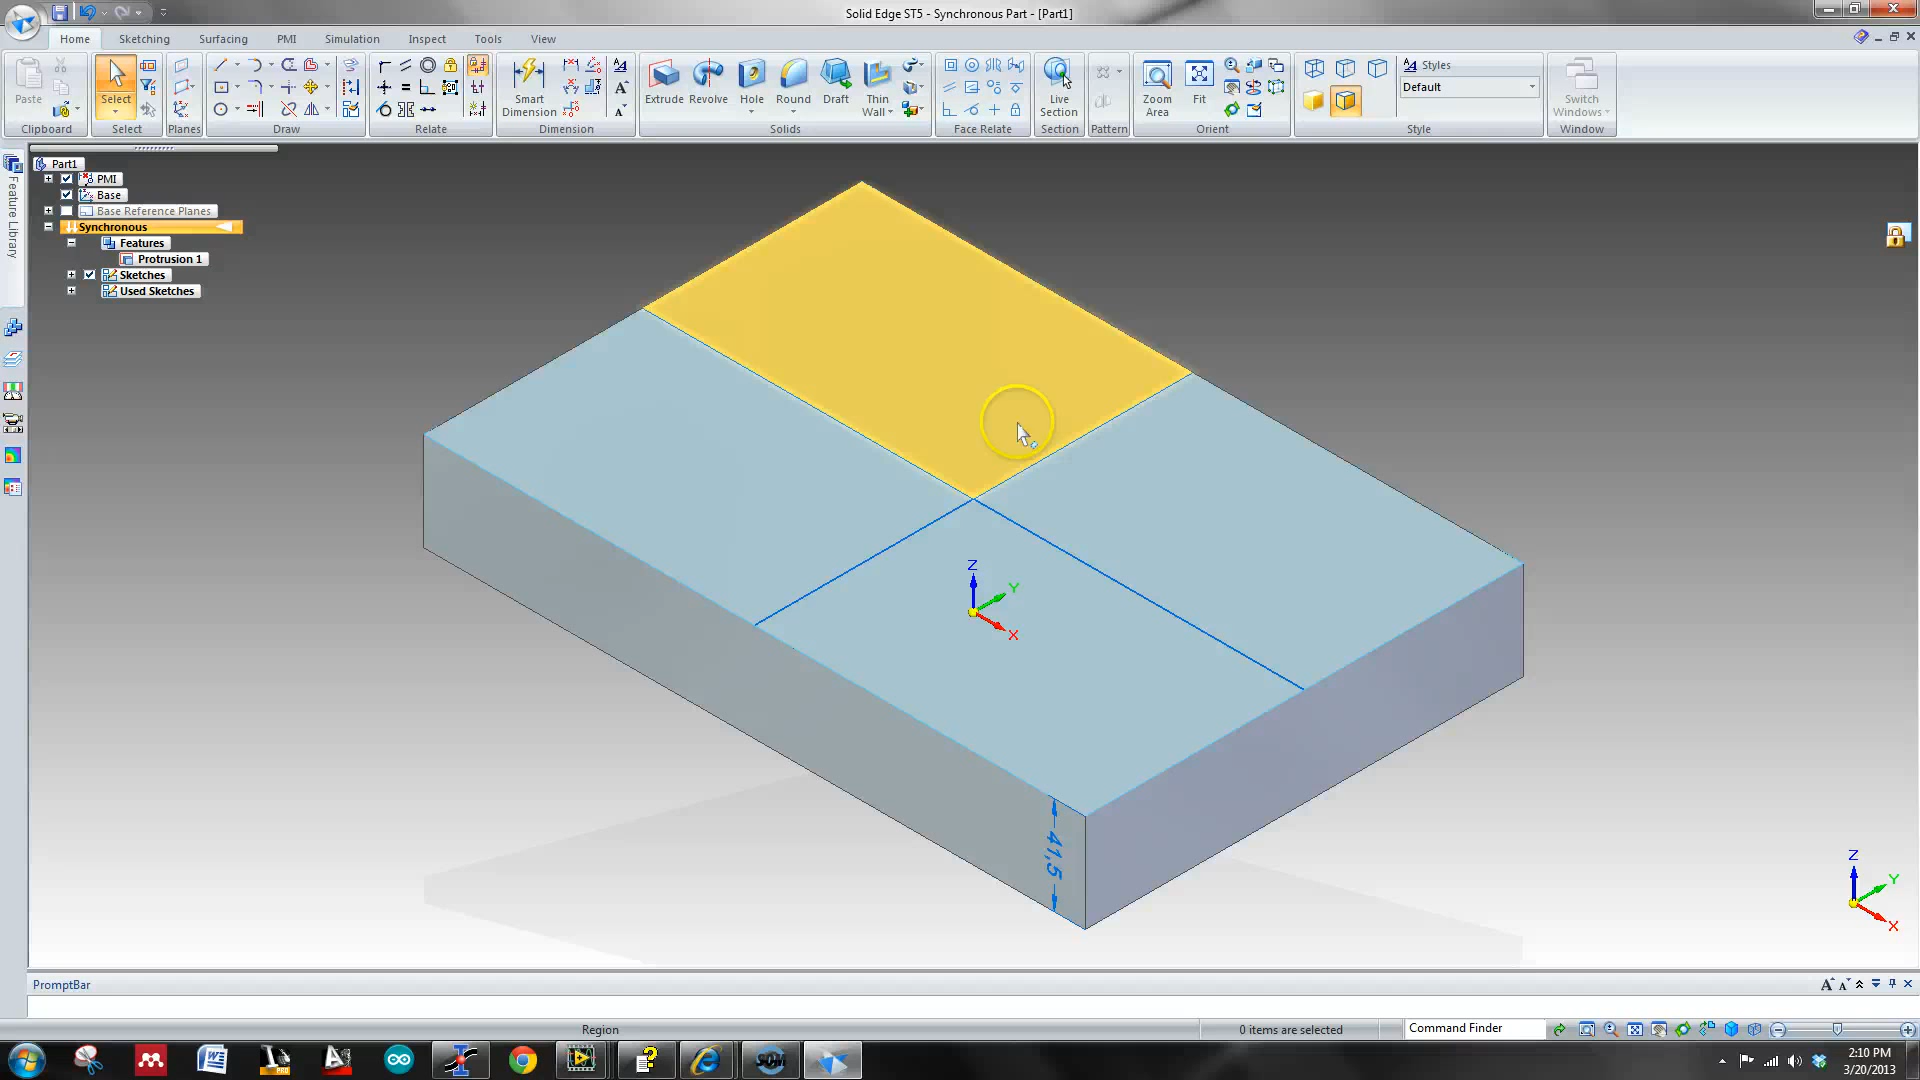 Solid Edge ST5 - Synchronous Part - [Part1]
Home Sketching Surfacing PMI Simulation Inspect Tools View
Paste
Select
Smart Dimension
Extrude Revolve Hole Round Draft Thin Wall
Live Section
Zoom Area
Fit
Styles
Default
Switch Windows
Clipboard Select Planes Draw Relate Dimension Solids Face Relate Section Pattern Orient Style Window
Feature Library
Part1
PMI
Base
Base Reference Planes
Synchronous
Features
Protrusion 1
Sketches
Used Sketches
Z
Y
X
41,5
Z
Y
X
PromptBar
Region
0 items are selected
Command Finder
2:10 PM
3/20/2013